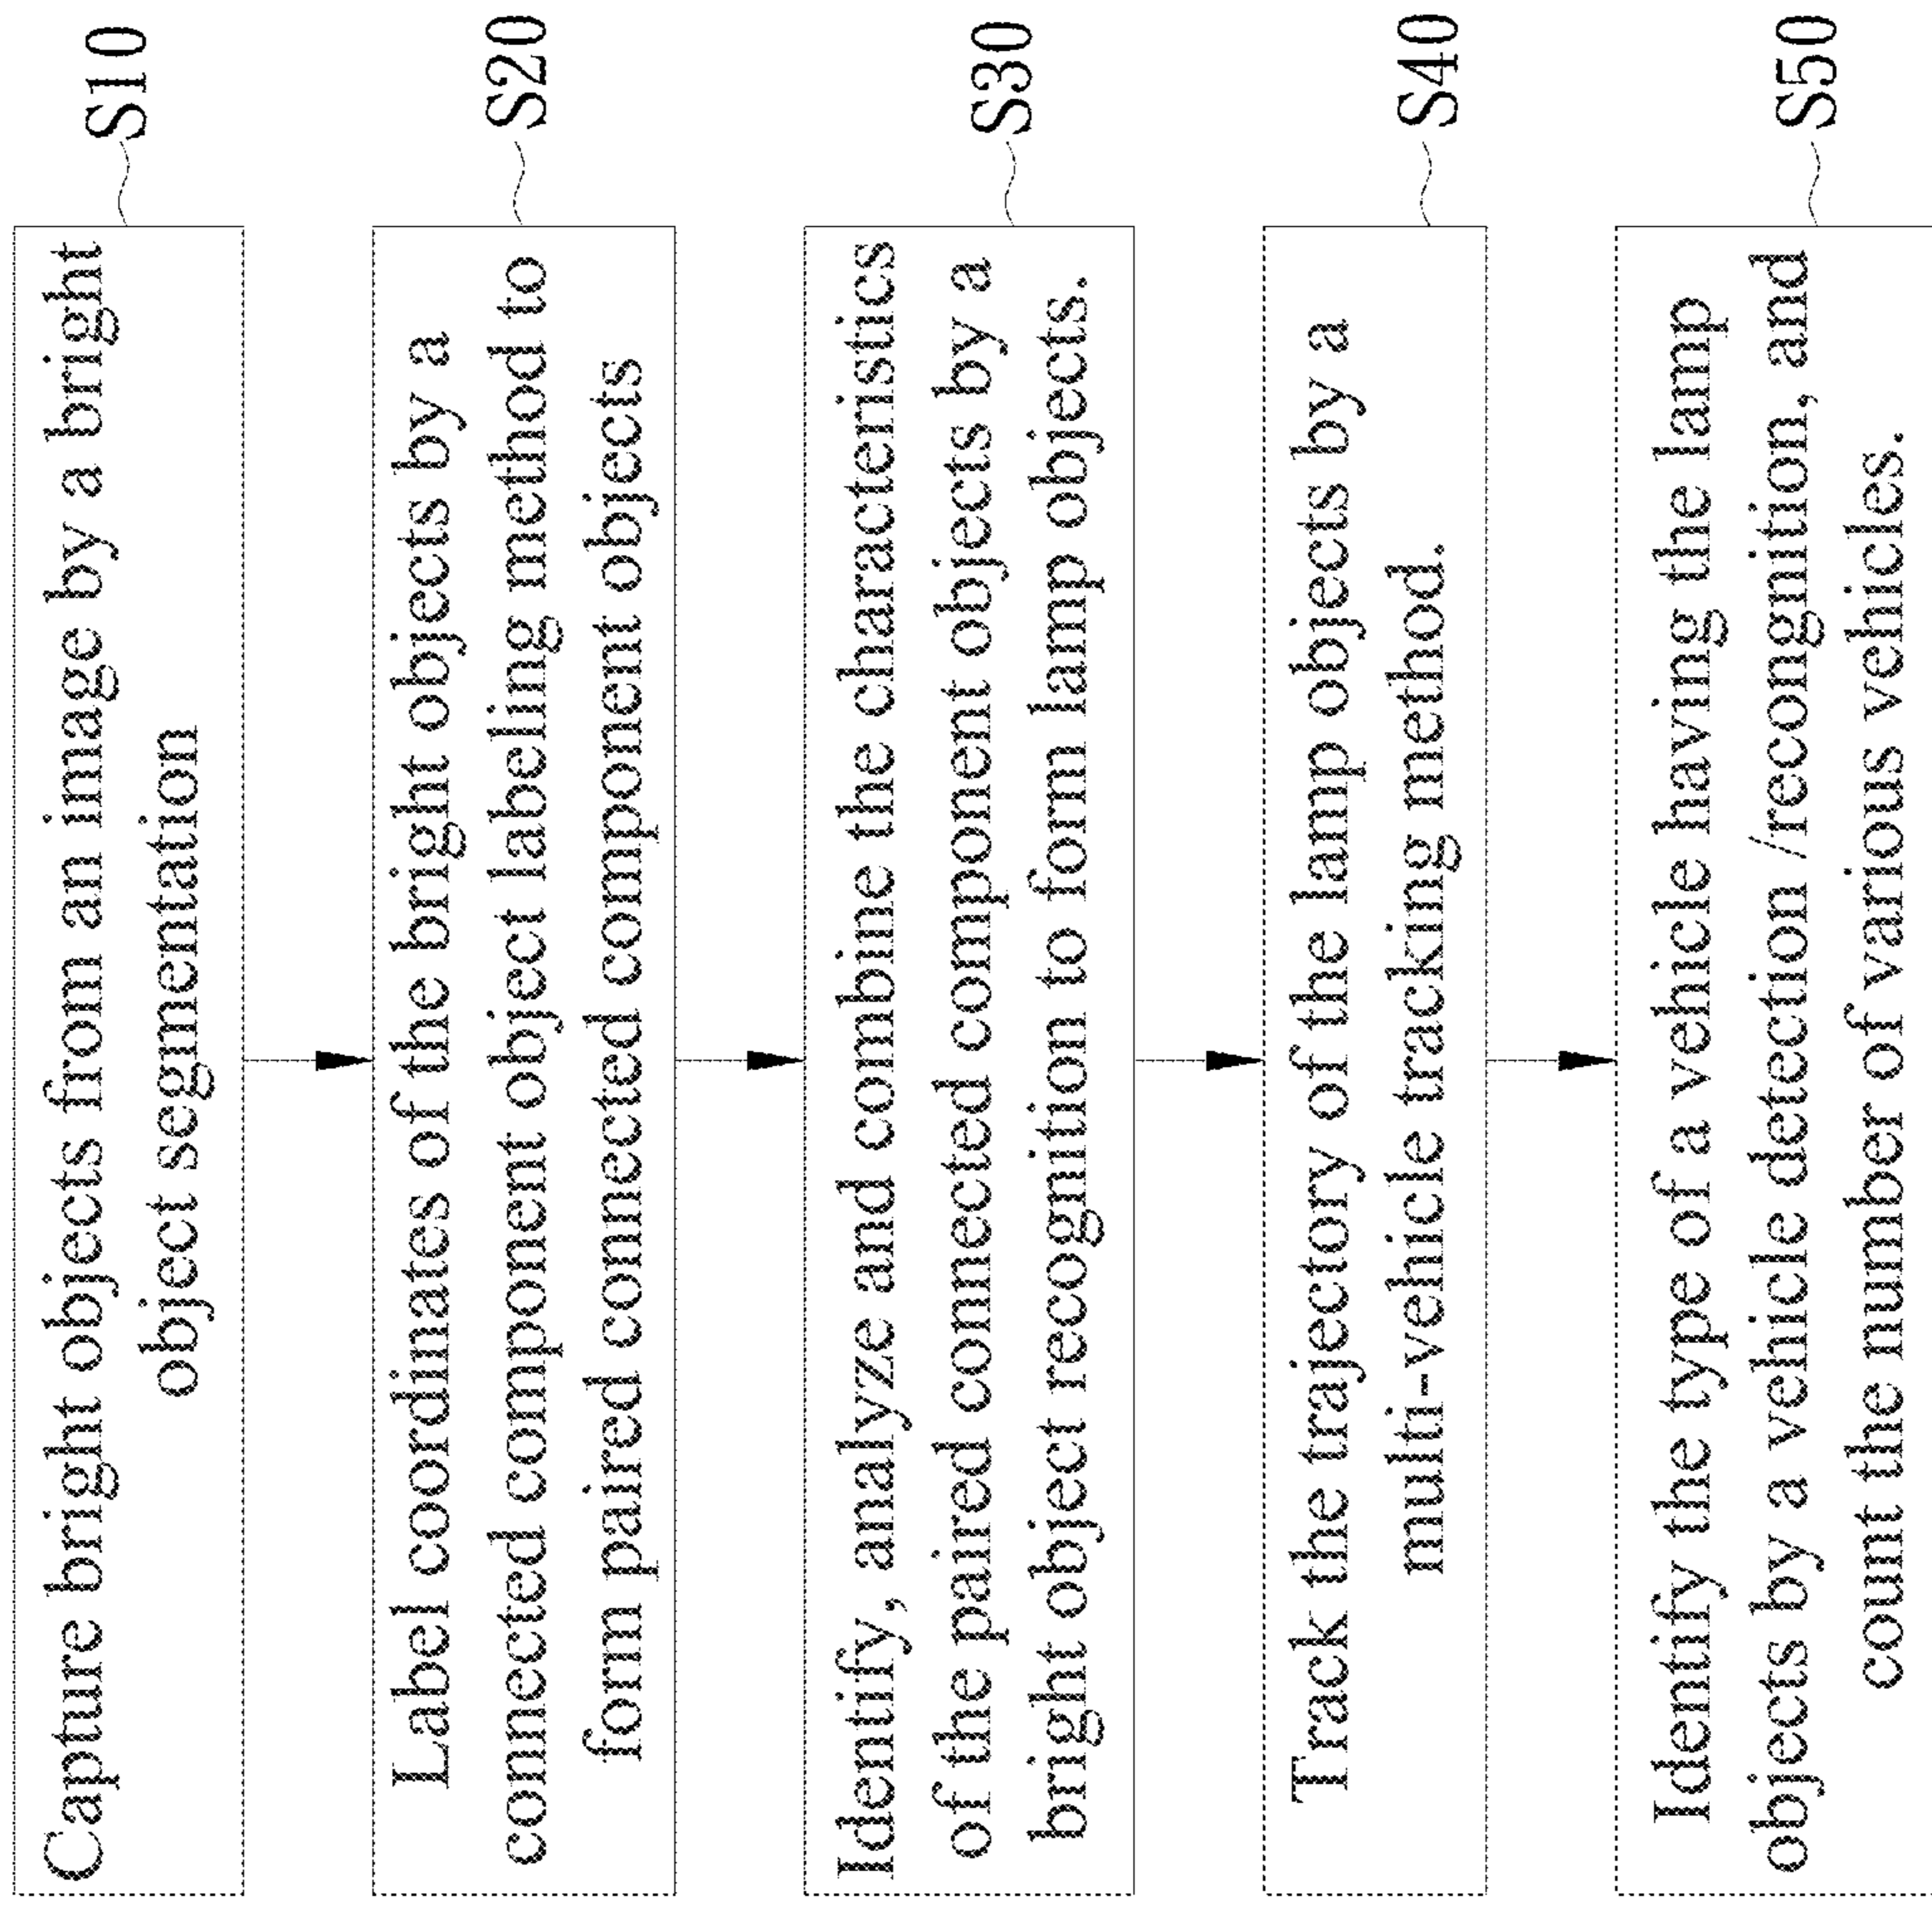 Capture bright objects from an image by a bright
object segmentation
S10
Label coordinates of the bright objects by a
connected component object labeling method to
form paired connected component objects
S20
Identify, analyze and combine the characteristics
of the paired connected component objects by a
bright object recognition to form lamp objects.
S30
Track the trajectory of the lamp objects by a
multi-vehicle tracking method.
S40
Identify the type of a vehicle having the lamp
objects by a vehicle detection /recongnition, and
count the number of various vehicles.
S50